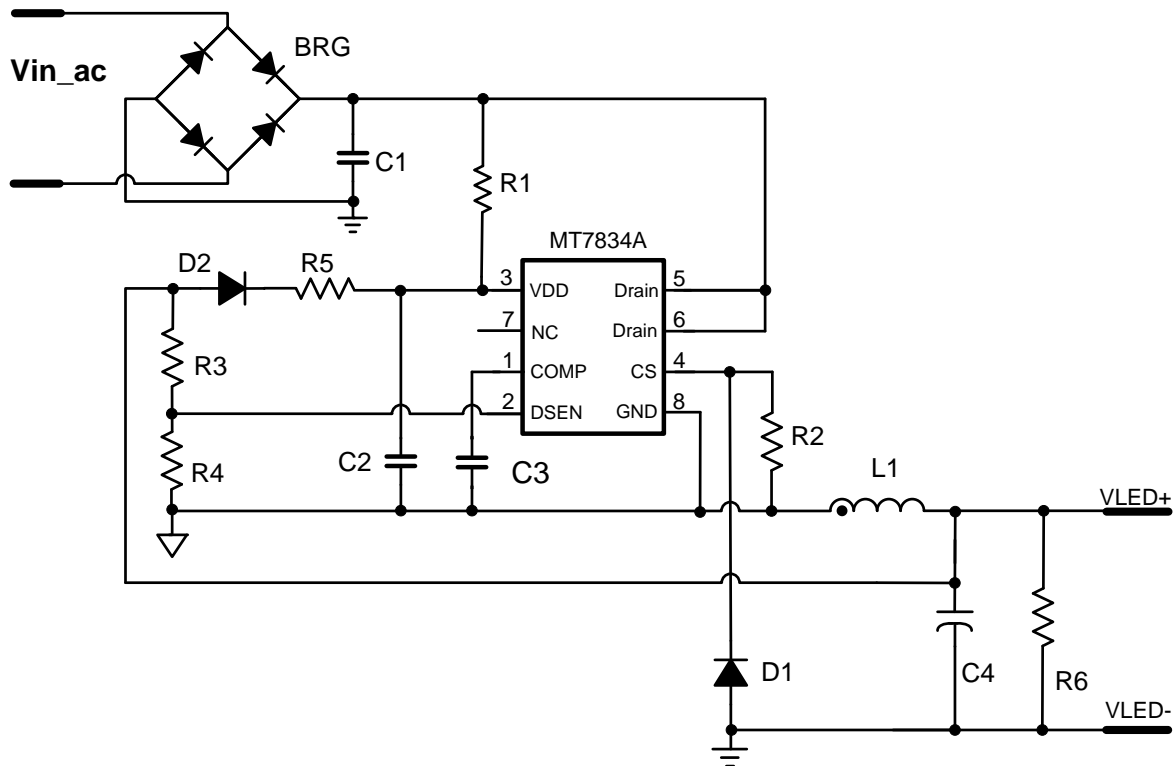 BRG
Vin_ac
C1
R1
MT7834A
D2
R5
3
VDD
Drain
5
7
NC
Drain
6
R3
1
COMP
CS
4
2
DSEN
GND
8
R2
R4
C2
C3
L1
VLED+
D1
C4
R6
VLED-